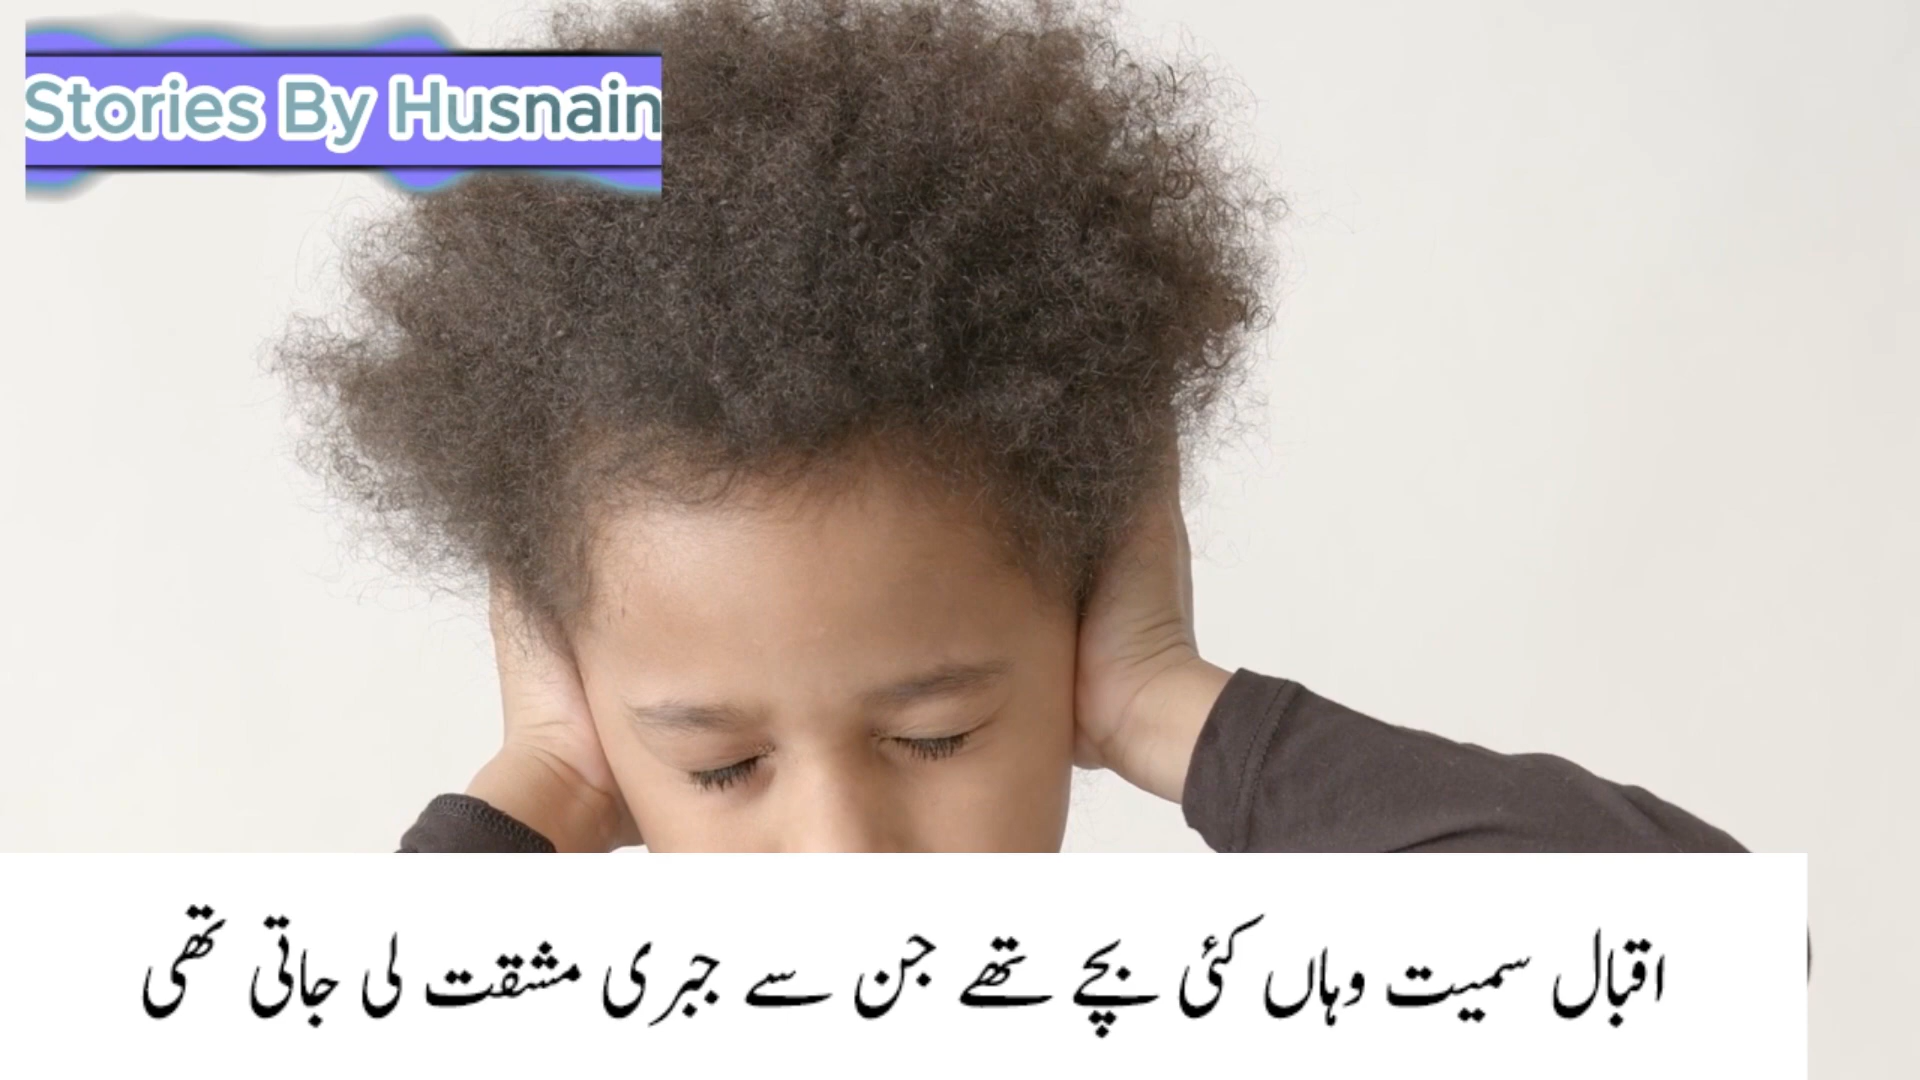 Stories By Husnain
اقبال سمیت وہاں کئی بچے تھے جن سے جبری مشقت لی جاتی تھی